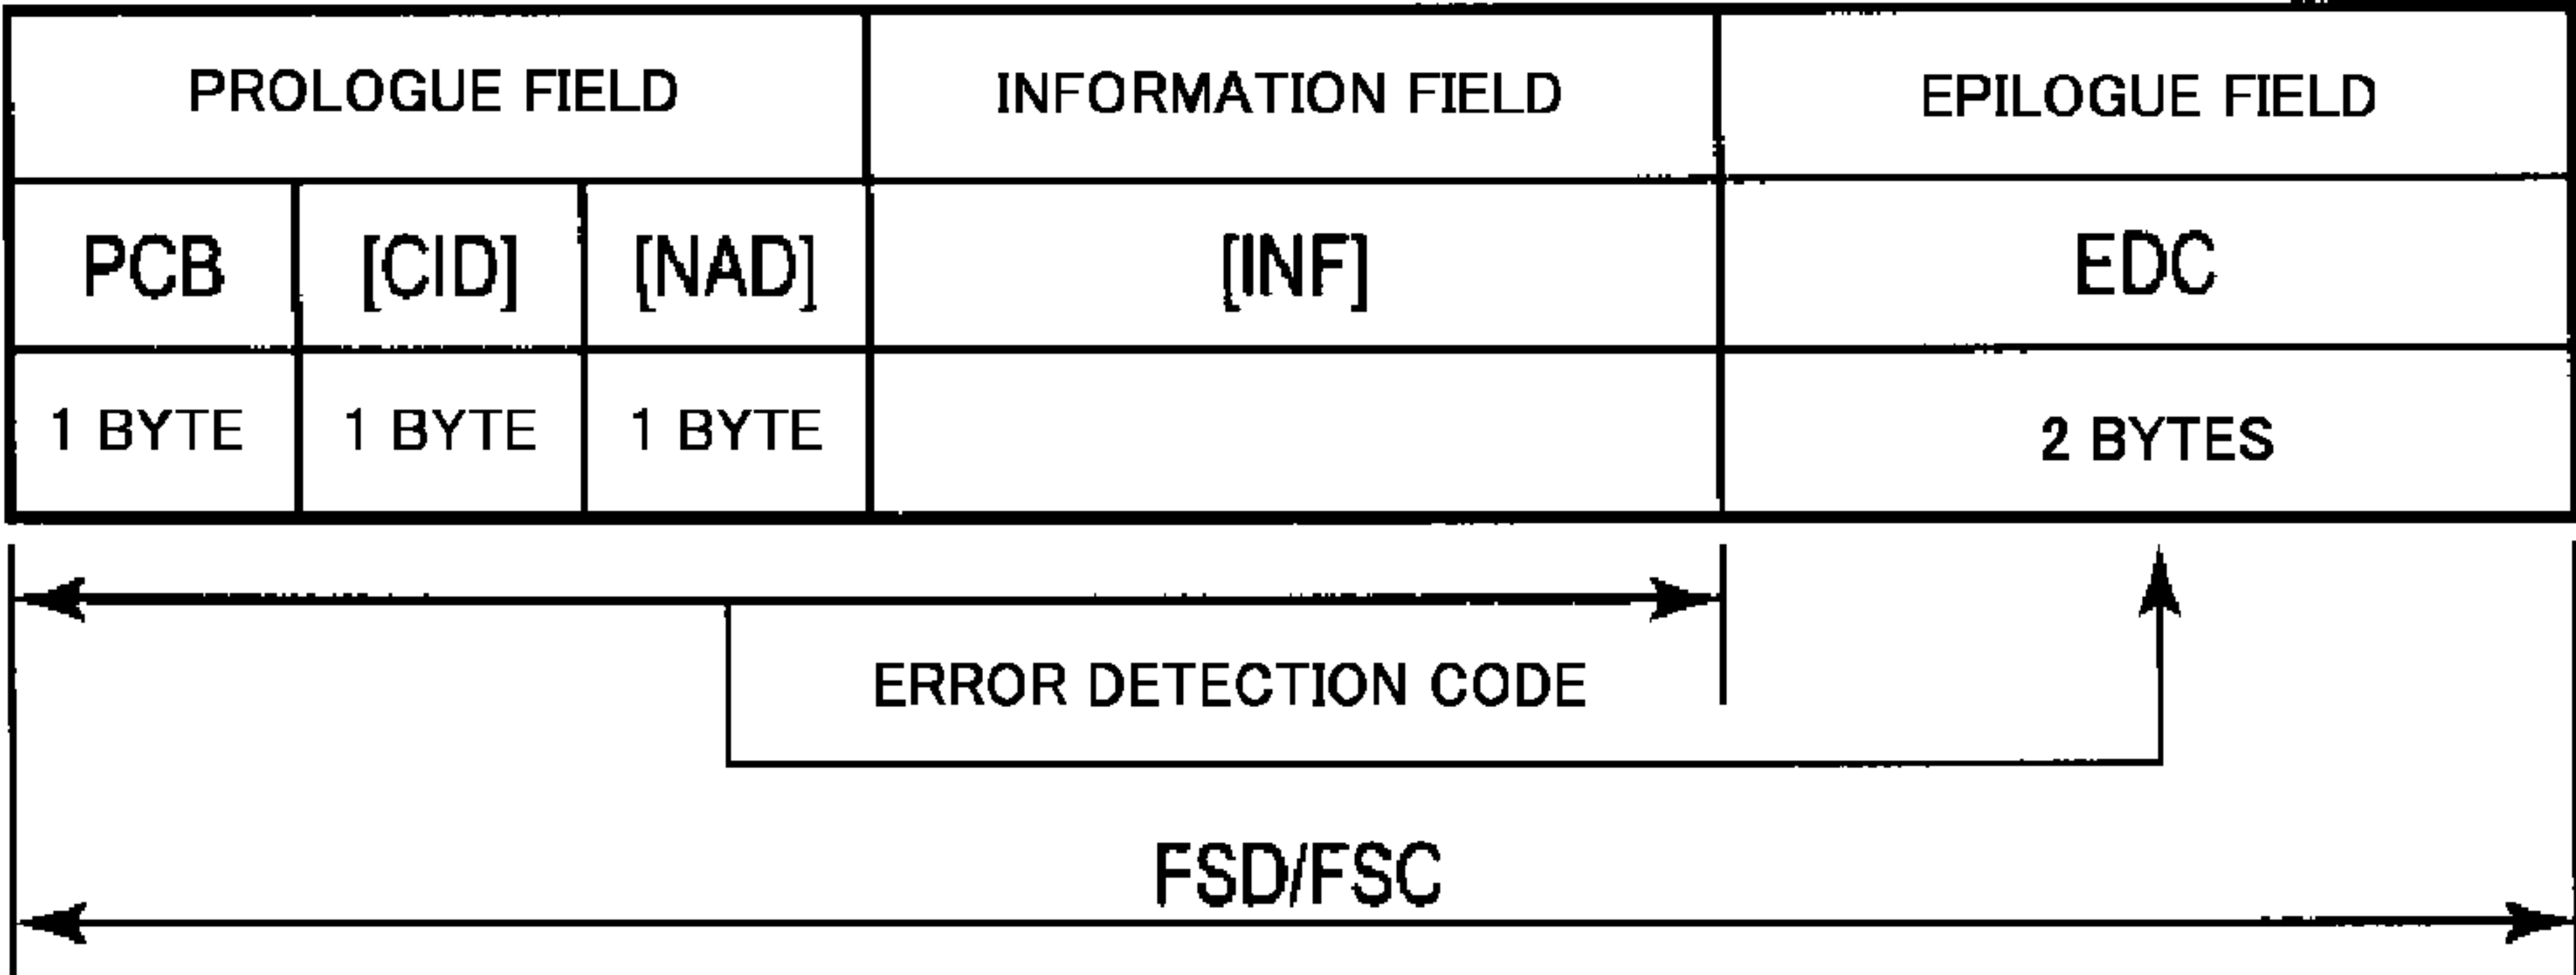 PROLOGUE FIELD INFORMATION FIELD EPILOGUE FIELD
PCB [CID] [NAD] [INF] EDC
1 BYTE 1 BYTE 1 BYTE 2 BYTES
ERROR DETECTION CODE
FSD/FSC